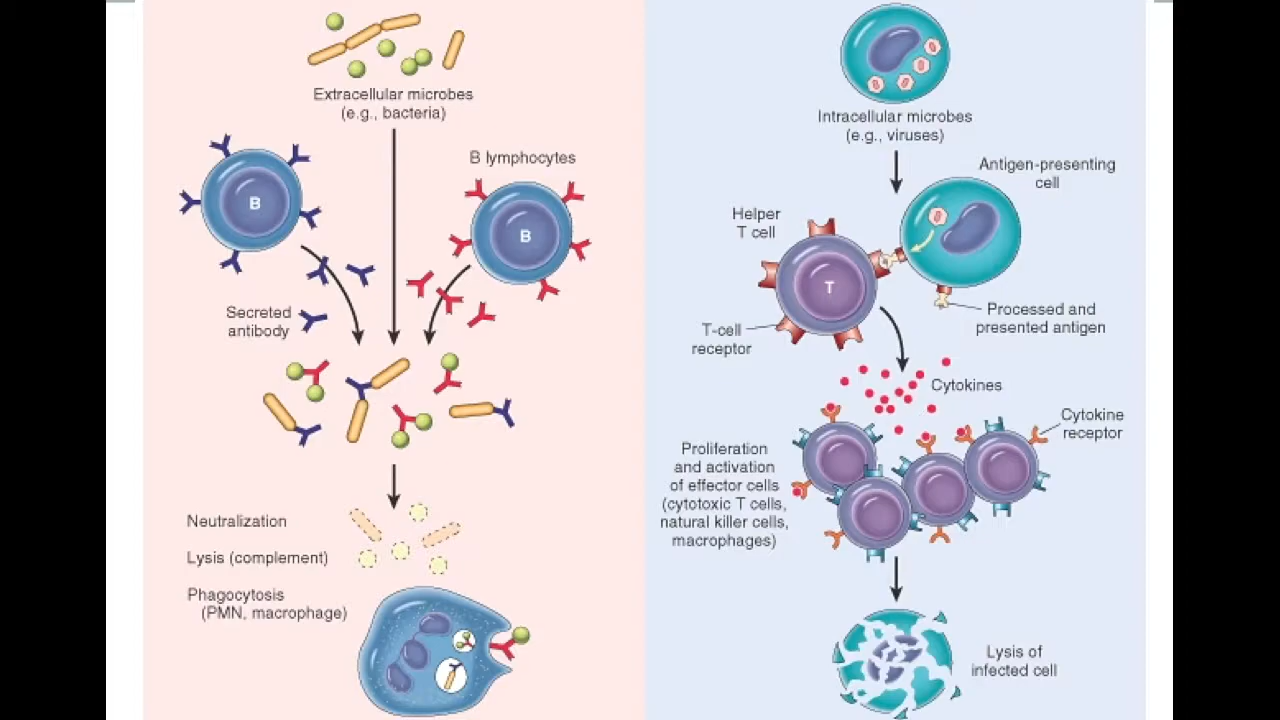 Extracellular microbes
(e.g., bacteria)
B lymphocytes
B
B
Secreted
antibody
Neutralization
Lysis (complement)
Phagocytosis
(PMN, macrophage)
Intracellular microbes
(e.g., viruses)
Antigen-presenting
cell
Helper
T cell
T
Processed and
presented antigen
T-cell
receptor
Cytokines
Cytokine
receptor
Proliferation
and activation
of effector cells
(cytotoxic T cells,
natural killer cells,
macrophages)
Lysis of
infected cell